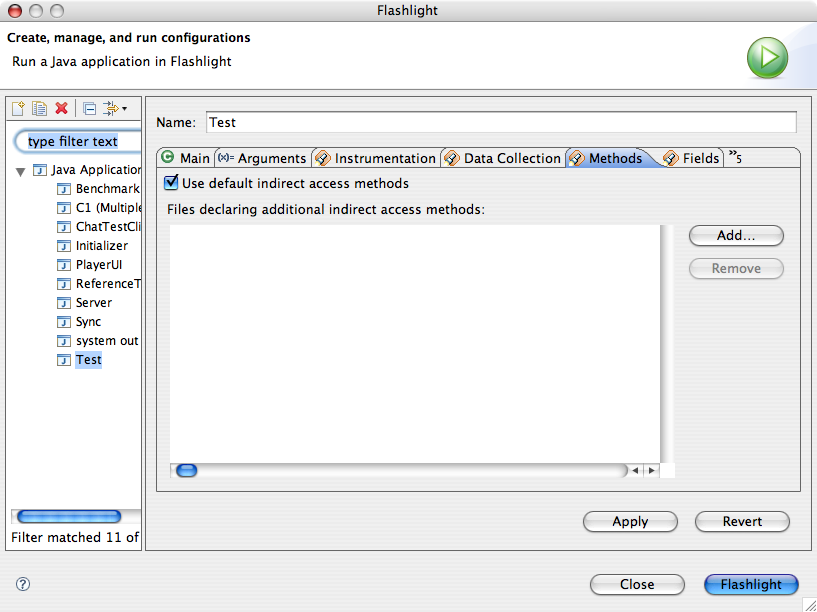 Flashlight
Create, manage, and run configurations
Run a Java application in Flashlight
type filter text
Java Application
Benchmark
C1 (Multiple
ChatTestCli
Initializer
PlayerUI
ReferenceT
Server
Sync
system out
Test
Filter matched 11 of
Name: Test
Main (x)= Arguments Instrumentation Data Collection Methods Fields »5
Use default indirect access methods
Files declaring additional indirect access methods:
Add...
Remove
Apply Revert
? Close Flashlight